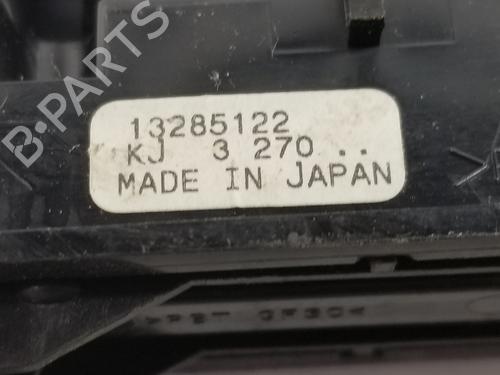 B-PARTS
13285122
KJ 3 270 ..
MADE IN JAPAN